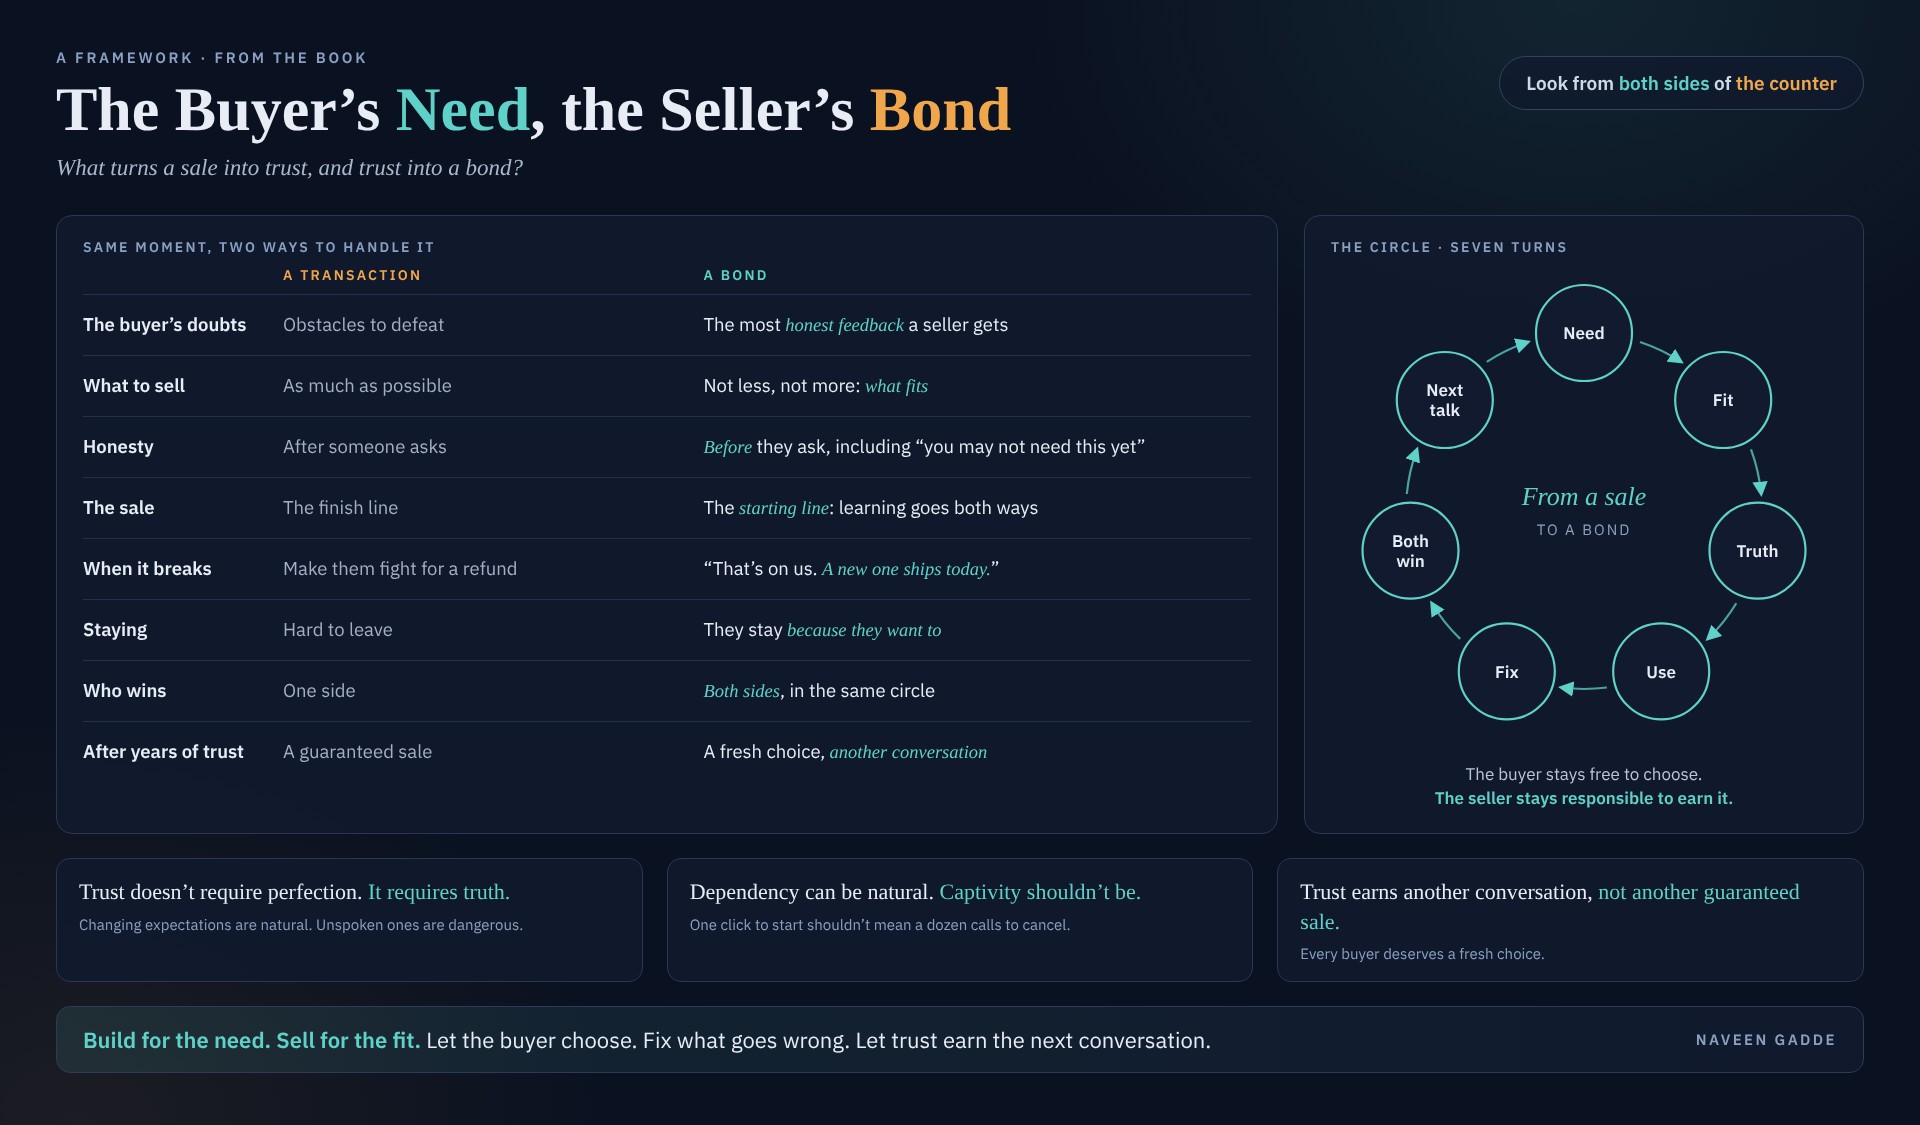 A FRAMEWORK · FROM THE BOOK
The Buyer’s Need, the Seller’s Bond
What turns a sale into trust, and trust into a bond?
Look from both sides of the counter
SAME MOMENT, TWO WAYS TO HANDLE IT
A TRANSACTION A BOND
The buyer’s doubts Obstacles to defeat The most honest feedback a seller gets
What to sell As much as possible Not less, not more: what fits
Honesty After someone asks Before they ask, including “you may not need this yet”
The sale The finish line The starting line: learning goes both ways
When it breaks Make them fight for a refund “That’s on us. A new one ships today.”
Staying Hard to leave They stay because they want to
Who wins One side Both sides, in the same circle
After years of trust A guaranteed sale A fresh choice, another conversation
THE CIRCLE · SEVEN TURNS
Need
Fit
Truth
Use
Fix
Both
win
Next
talk
From a sale
TO A BOND
The buyer stays free to choose.
The seller stays responsible to earn it.
Trust doesn’t require perfection. It requires truth.
Changing expectations are natural. Unspoken ones are dangerous.
Dependency can be natural. Captivity shouldn’t be.
One click to start shouldn’t mean a dozen calls to cancel.
Trust earns another conversation, not another guaranteed
sale.
Every buyer deserves a fresh choice.
Build for the need. Sell for the fit. Let the buyer choose. Fix what goes wrong. Let trust earn the next conversation.
NAVEEN GADDE